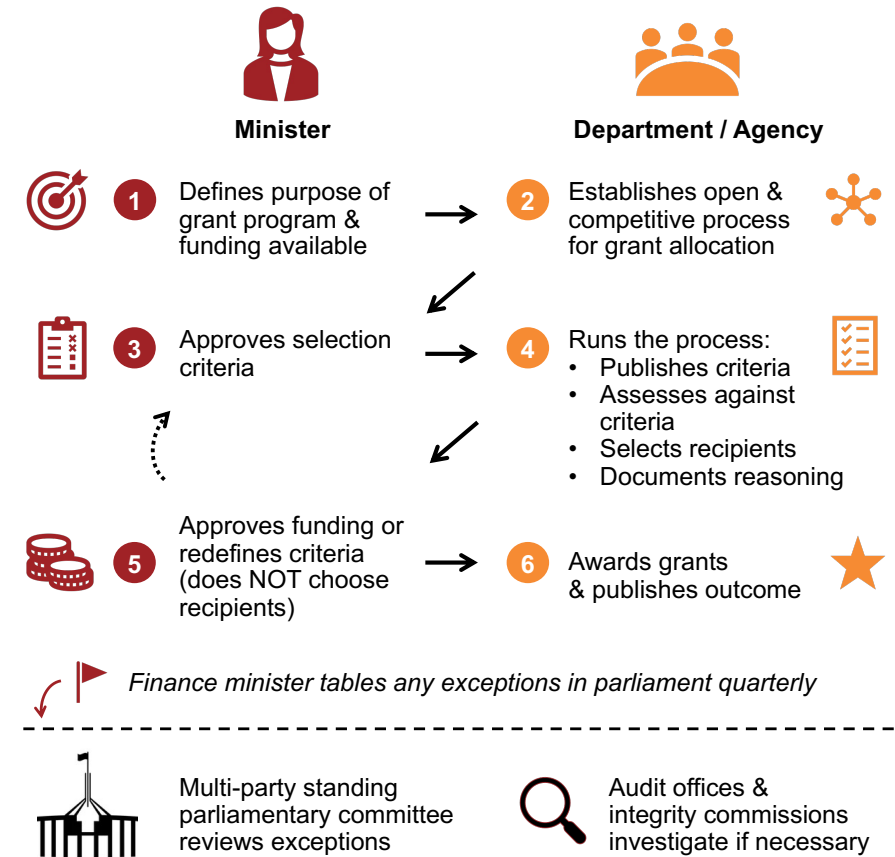 Minister
Department / Agency
1
Defines purpose of
grant program &
funding available
2
Establishes open &
competitive process
for grant allocation
3
Approves selection
criteria
4
Runs the process:
• Publishes criteria
• Assesses against
criteria
• Selects recipients
• Documents reasoning
5
Approves funding or
redefines criteria
(does NOT choose
recipients)
6
Awards grants
& publishes outcome
Finance minister tables any exceptions in parliament quarterly
Multi-party standing
parliamentary committee
reviews exceptions
Audit offices &
integrity commissions
investigate if necessary